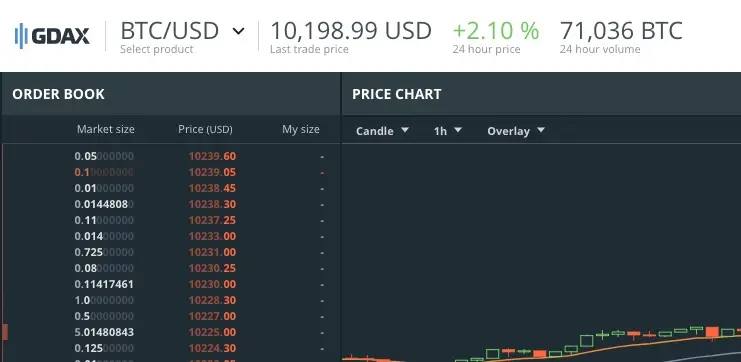 GDAX
BTC/USD
Select product
10,198.99 USD
Last trade price
+2.10 %
24 hour price
71,036 BTC
24 hour volume
ORDER BOOK
PRICE CHART
Market size Price (USD) My size
Candle 1h Overlay
0.05000000 10239.60 -
0.10000000 10239.05 -
0.01000000 10238.45 -
0.01448080 10238.30 -
0.11000000 10237.25 -
0.01400000 10233.00 -
0.72500000 10231.00 -
0.08000000 10230.25 -
0.11417461 10230.00 -
1.00000000 10228.30 -
0.50000000 10227.00 -
5.01480843 10225.00 -
0.12500000 10224.30 -